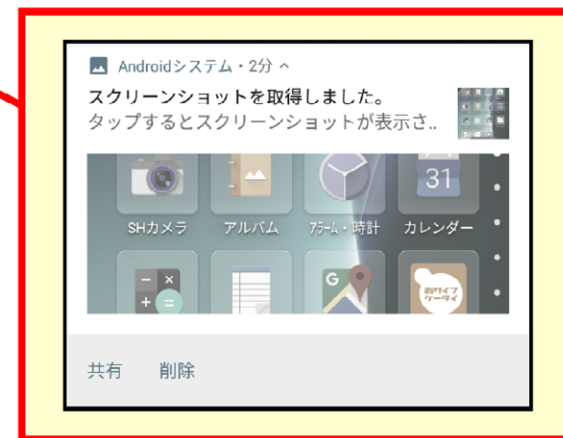 Androidシステム・2分
スクリーンショットを取得しました。
タップするとスクリーンショットが表示さ..
31
SHカメラ アルバム ｱﾗｰﾑ・時計 カレンダー
G
おサイフ
ケータイ
共有 削除